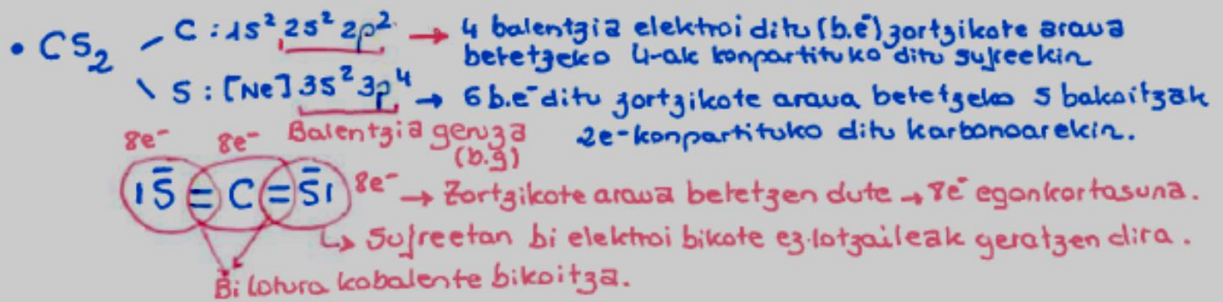 • CS₂ C : 1s² 2s² 2p² → 4 balentzia elektroi ditu (b.e⁻) zortzikote araua
betetzeko 4-ak konpartituko ditu sufreekin
S : [Ne] 3s² 3p⁴ → 6 b.e⁻ ditu zortzikote araua betetzeko S bakoitzak
8e⁻ 8e⁻ Balentzia geruza 2e-konpartituko ditu karbonoarekin.
(b.g)
|S̄ = C = S̄| 8e⁻ → Zortzikote araua betetzen dute → 8e⁻ egonkortasuna.
↳ Sufreetan bi elektroi bikote ez-lotzaileak geratzen dira.
Bi lotura kobalente bikoitza.